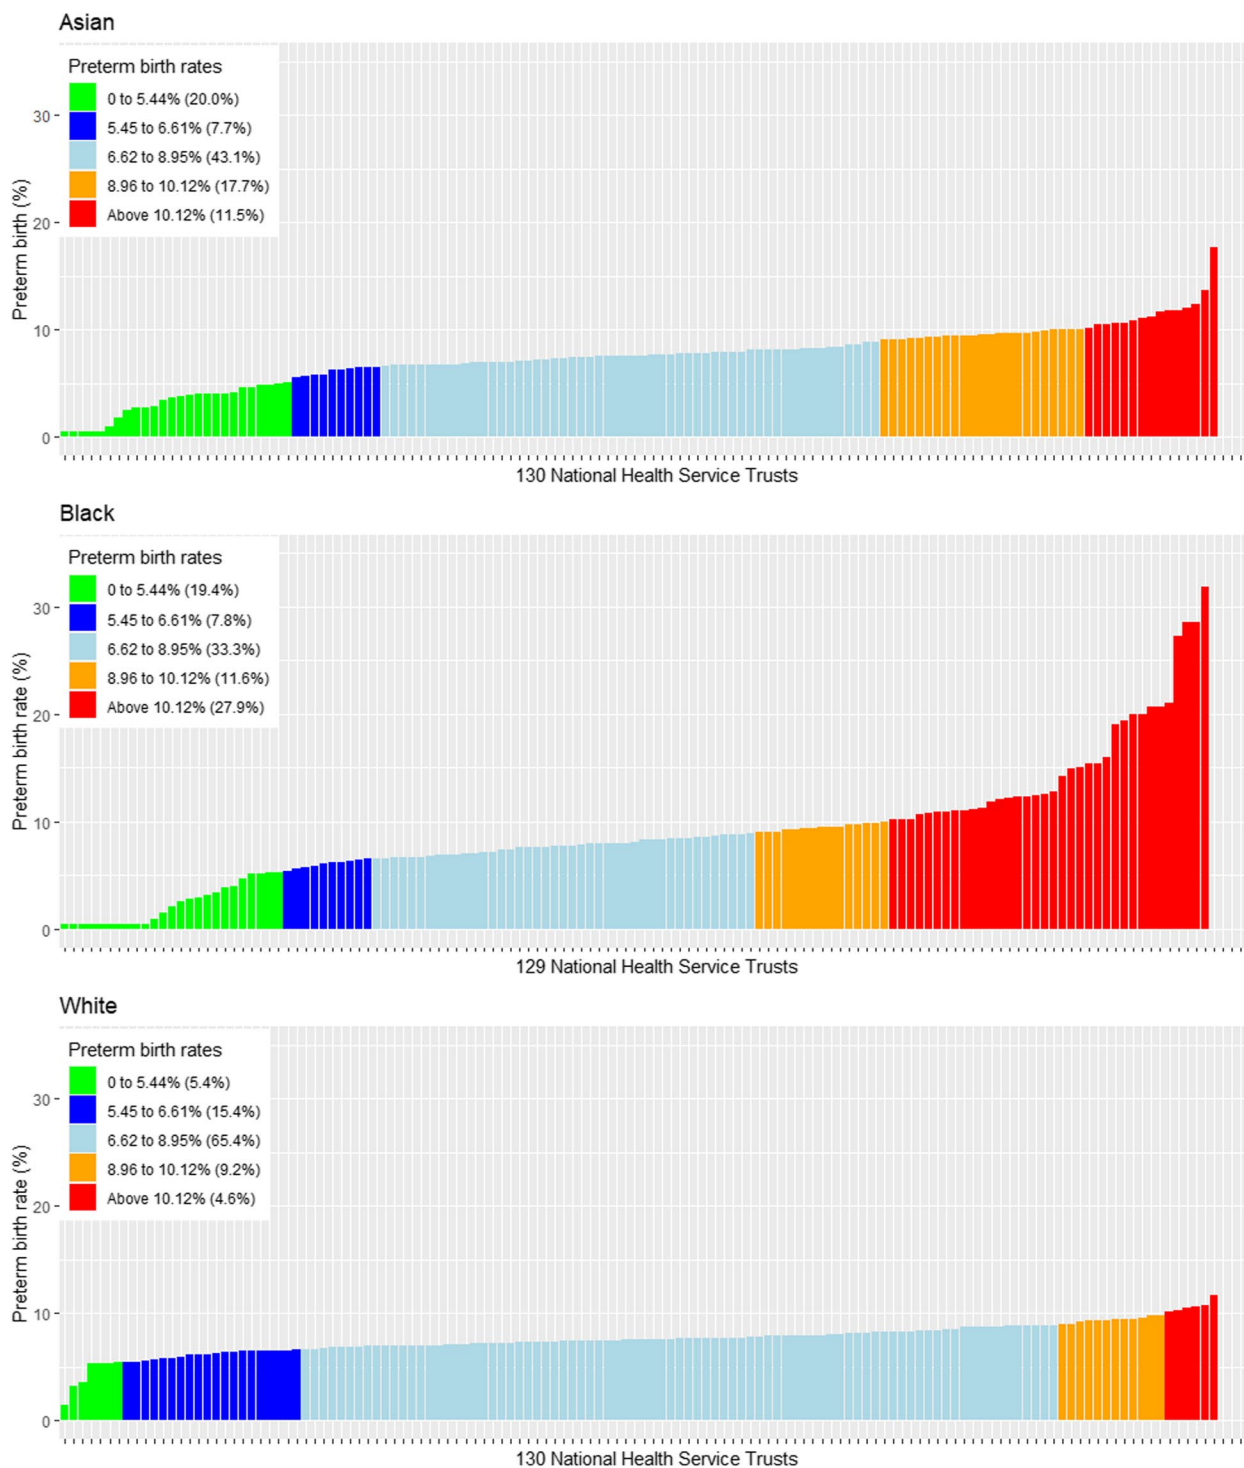 Asian
Preterm birth rates
0 to 5.44% (20.0%)
5.45 to 6.61% (7.7%)
6.62 to 8.95% (43.1%)
8.96 to 10.12% (17.7%)
Above 10.12% (11.5%)
Preterm birth (%)
30
20
10
0
130 National Health Service Trusts
Black
Preterm birth rates
0 to 5.44% (19.4%)
5.45 to 6.61% (7.8%)
6.62 to 8.95% (33.3%)
8.96 to 10.12% (11.6%)
Above 10.12% (27.9%)
Preterm birth rate (%)
30
20
10
0
129 National Health Service Trusts
White
Preterm birth rates
0 to 5.44% (5.4%)
5.45 to 6.61% (15.4%)
6.62 to 8.95% (65.4%)
8.96 to 10.12% (9.2%)
Above 10.12% (4.6%)
Preterm birth rate (%)
30
20
10
0
130 National Health Service Trusts